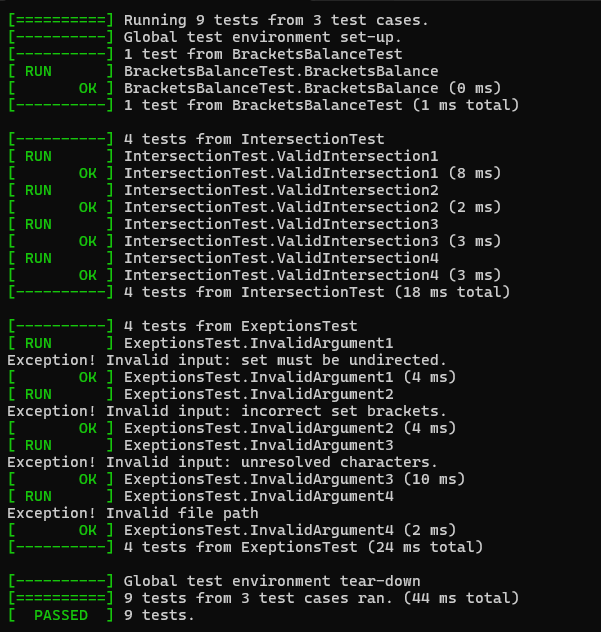 [==========] Running 9 tests from 3 test cases.
[----------] Global test environment set-up.
[----------] 1 test from BracketsBalanceTest
[ RUN      ] BracketsBalanceTest.BracketsBalance
[       OK ] BracketsBalanceTest.BracketsBalance (0 ms)
[----------] 1 test from BracketsBalanceTest (1 ms total)

[----------] 4 tests from IntersectionTest
[ RUN      ] IntersectionTest.ValidIntersection1
[       OK ] IntersectionTest.ValidIntersection1 (8 ms)
[ RUN      ] IntersectionTest.ValidIntersection2
[       OK ] IntersectionTest.ValidIntersection2 (2 ms)
[ RUN      ] IntersectionTest.ValidIntersection3
[       OK ] IntersectionTest.ValidIntersection3 (3 ms)
[ RUN      ] IntersectionTest.ValidIntersection4
[       OK ] IntersectionTest.ValidIntersection4 (3 ms)
[----------] 4 tests from IntersectionTest (18 ms total)

[----------] 4 tests from ExeptionsTest
[ RUN      ] ExeptionsTest.InvalidArgument1
Exception! Invalid input: set must be undirected.
[       OK ] ExeptionsTest.InvalidArgument1 (4 ms)
[ RUN      ] ExeptionsTest.InvalidArgument2
Exception! Invalid input: incorrect set brackets.
[       OK ] ExeptionsTest.InvalidArgument2 (4 ms)
[ RUN      ] ExeptionsTest.InvalidArgument3
Exception! Invalid input: unresolved characters.
[       OK ] ExeptionsTest.InvalidArgument3 (10 ms)
[ RUN      ] ExeptionsTest.InvalidArgument4
Exception! Invalid file path
[       OK ] ExeptionsTest.InvalidArgument4 (2 ms)
[----------] 4 tests from ExeptionsTest (24 ms total)

[----------] Global test environment tear-down
[==========] 9 tests from 3 test cases ran. (44 ms total)
[  PASSED  ] 9 tests.